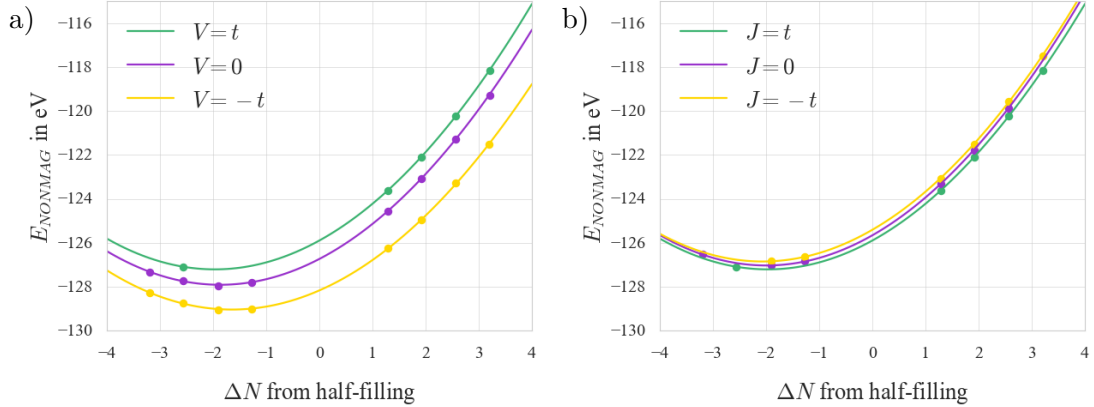 a)
V = t
V = 0
V = −t
−116
−118
−120
−122
−124
−126
−128
−130
E_NONMAG in eV
−4 −3 −2 −1 0 1 2 3 4
ΔN from half-filling
b)
J = t
J = 0
J = −t
−116
−118
−120
−122
−124
−126
−128
−130
E_NONMAG in eV
−4 −3 −2 −1 0 1 2 3 4
ΔN from half-filling